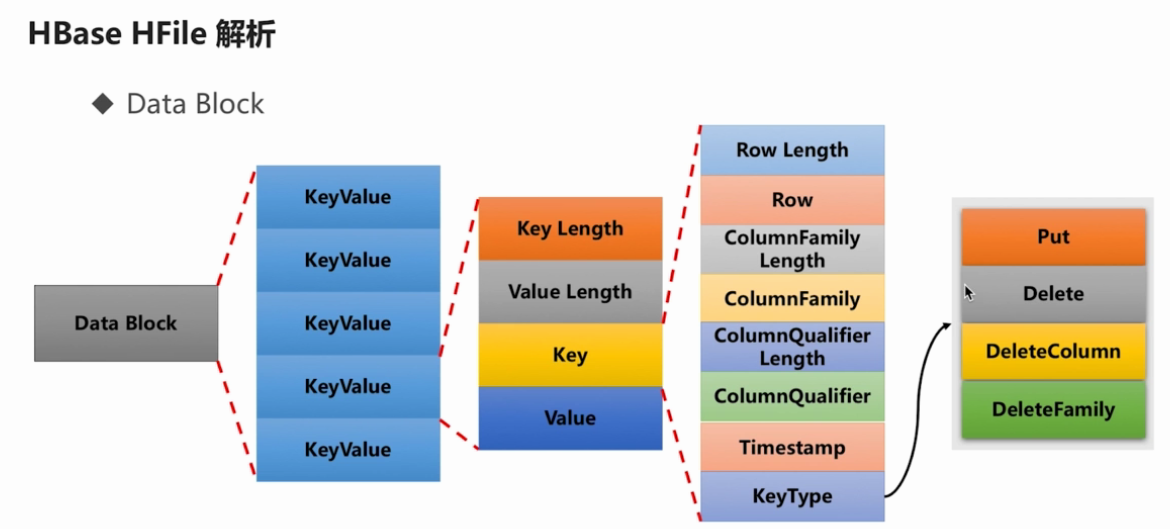 HBase HFile 解析
Data Block
Data Block
KeyValue
KeyValue
KeyValue
KeyValue
KeyValue
Key Length
Value Length
Key
Value
Row Length
Row
ColumnFamily
Length
ColumnFamily
ColumnQualifier
Length
ColumnQualifier
Timestamp
KeyType
Put
Delete
DeleteColumn
DeleteFamily